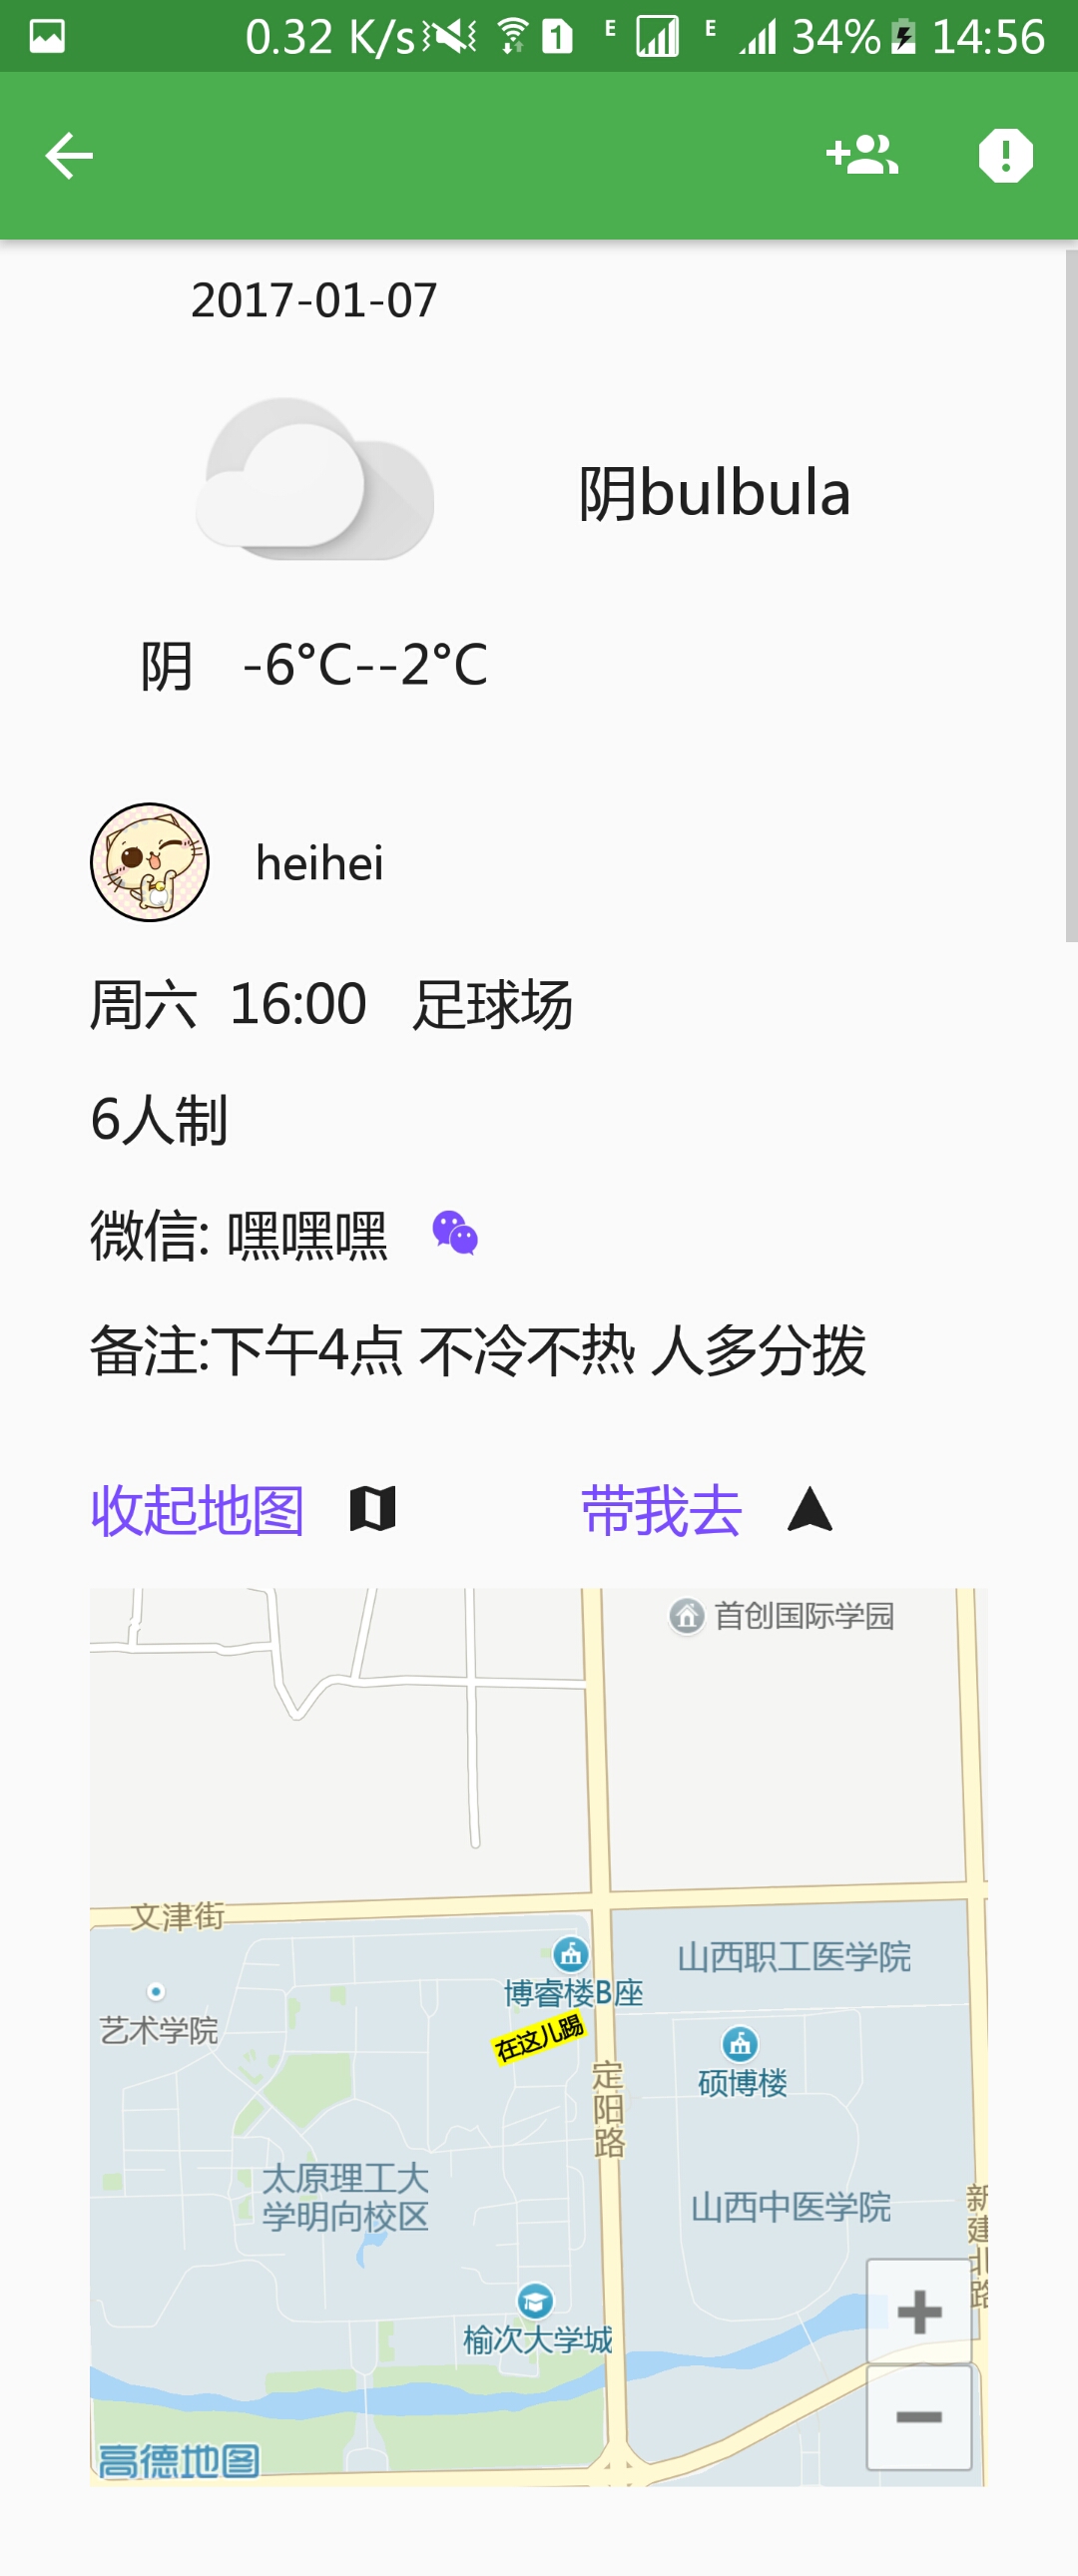 0.32 K/s 1 E E 34% 14:56
2017-01-07
阴bulbula
阴 -6°C--2°C
heihei
周六 16:00 足球场
6人制
微信: 嘿嘿嘿
备注:下午4点 不冷不热 人多分拨
收起地图 带我去
首创国际学园
文津街
山西职工医学院
博睿楼B座
艺术学院
在这儿踢
硕博楼
定阳路
太原理工大
学明向校区
山西中医学院
新建北路
榆次大学城
高德地图